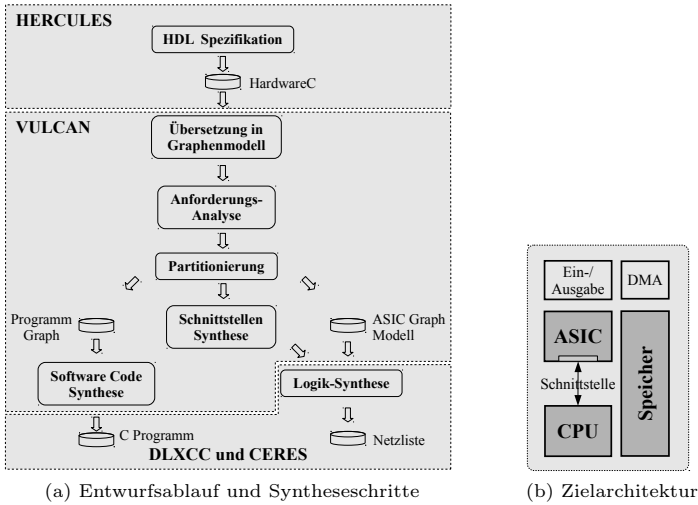 HERCULES
HDL Spezifikation
HardwareC
VULCAN
Übersetzung in
Graphenmodell
Anforderungs-
Analyse
Partitionierung
Programm
Graph
Schnittstellen
Synthese
ASIC Graph
Modell
Software Code
Synthese
Logik-Synthese
C Programm
Netzliste
DLXCC und CERES
(a) Entwurfsablauf und Syntheseschritte
Ein-/
Ausgabe
DMA
ASIC
Schnittstelle
CPU
Speicher
(b) Zielarchitektur